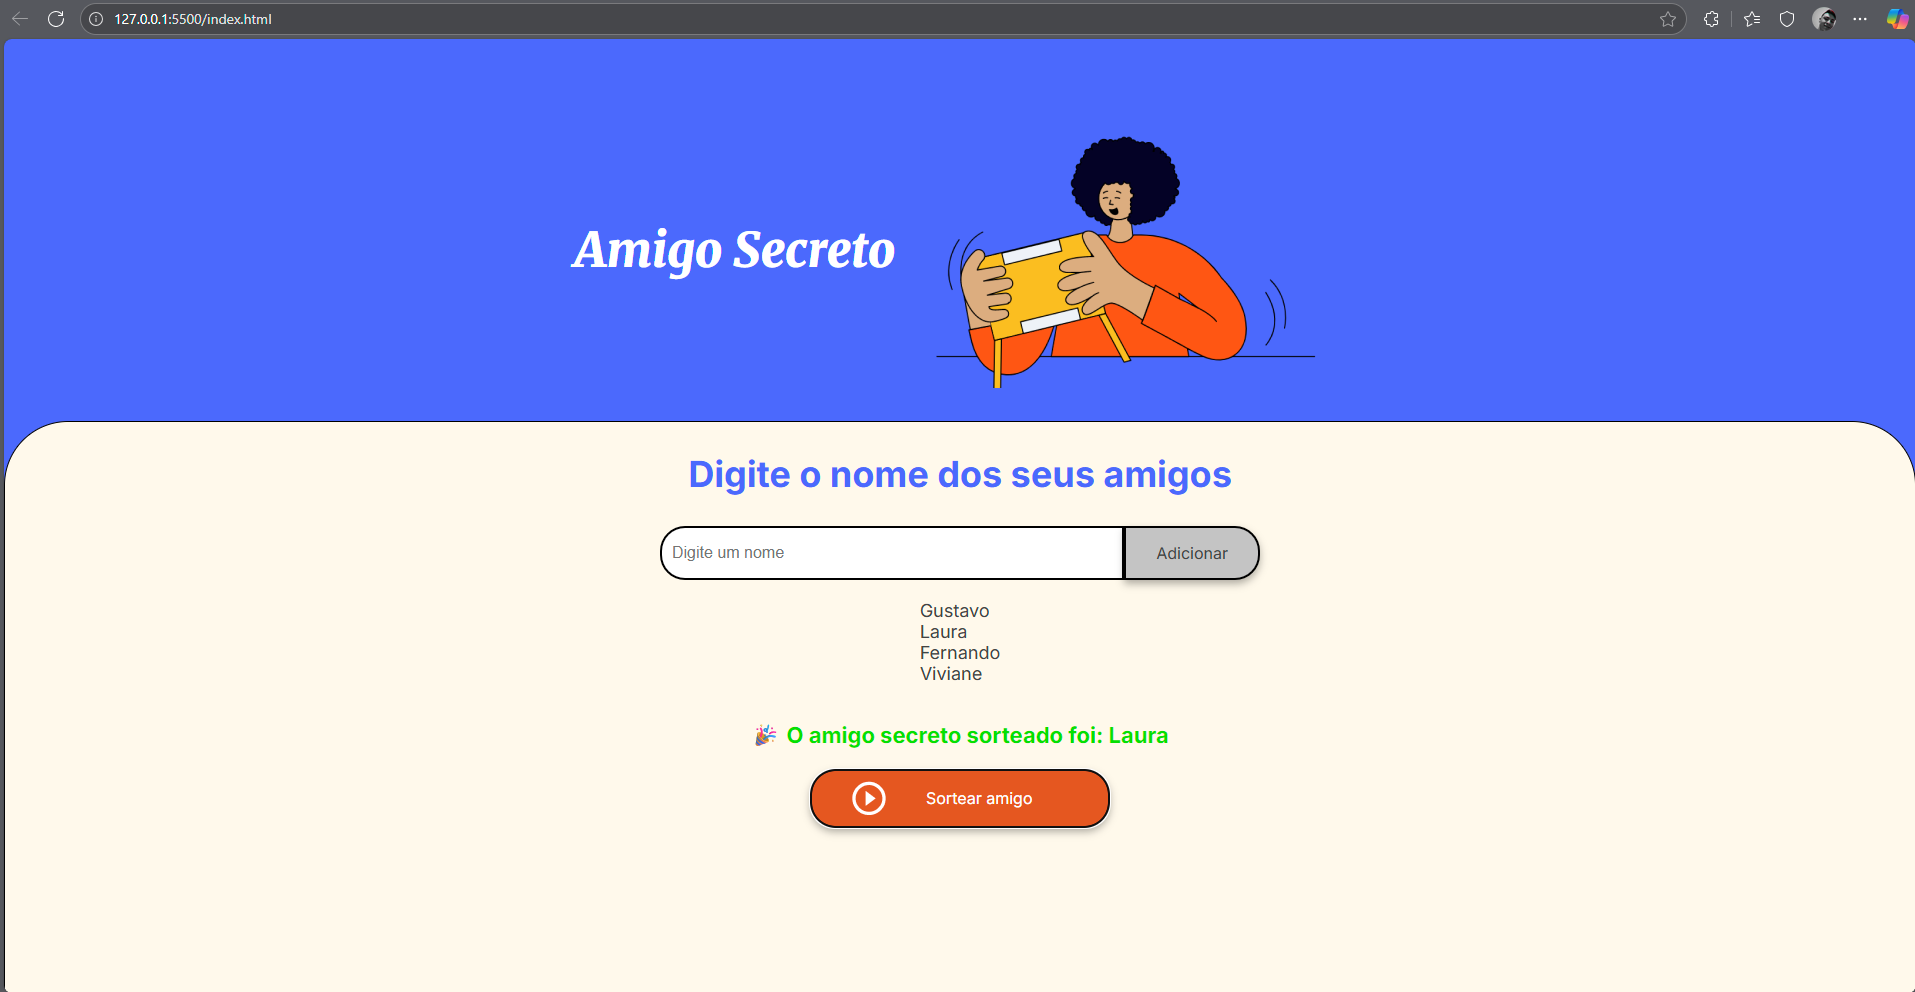 127.0.0.1:5500/index.html
Amigo Secreto
Digite o nome dos seus amigos
Digite um nome
Adicionar
Gustavo
Laura
Fernando
Viviane
🎉 O amigo secreto sorteado foi: Laura
Sortear amigo